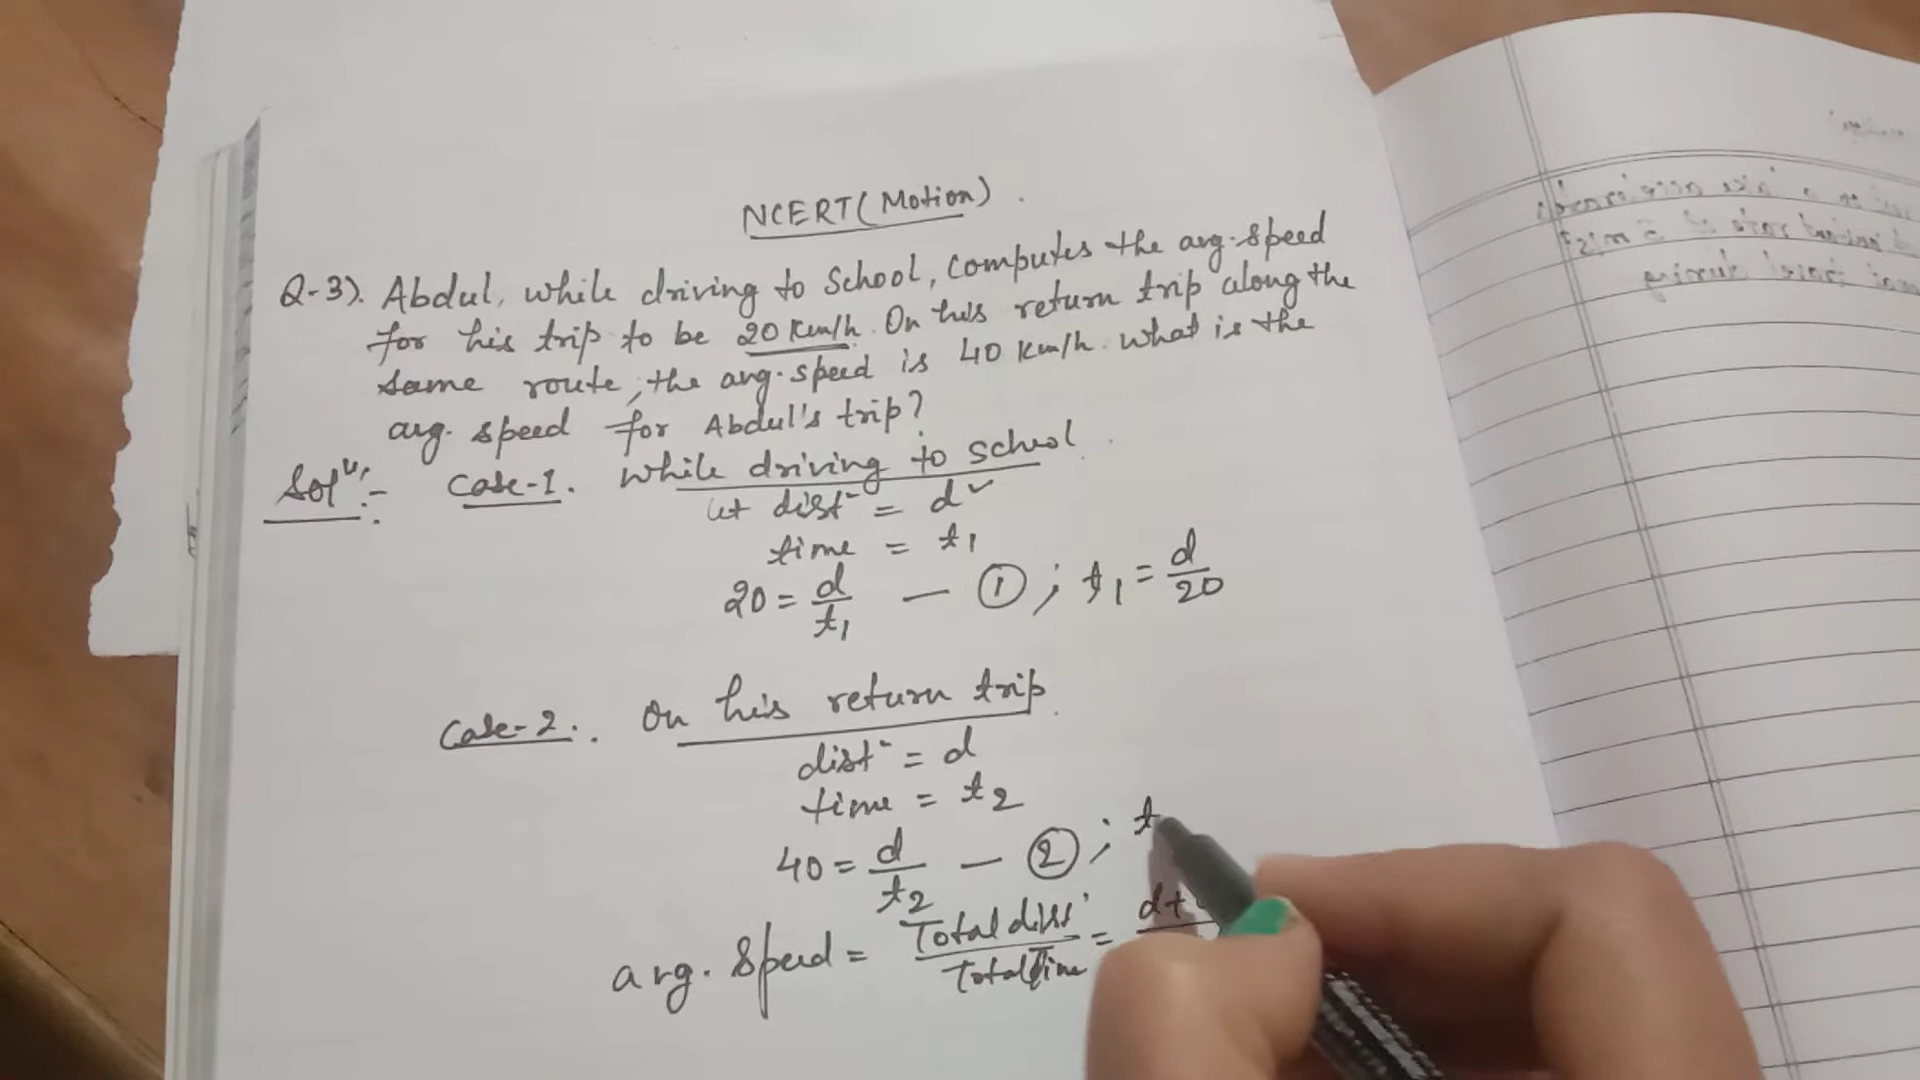 NCERT (Motion).
Q-3). Abdul, while driving to School, computes the avg. speed
for his trip to be 20 km/h. On his return trip along the
same route, the avg. speed is 40 km/h. what is the
avg. speed for Abdul's trip?
Solⁿ:- Case-1. While driving to school.
let dist = d
time = t₁
20 = d/t₁ — ① ; t₁ = d/20
Case-2. On his return trip.
dist = d
time = t₂
40 = d/t₂ — ② ; t
avg. Speed = Total dis/Total Time = d+